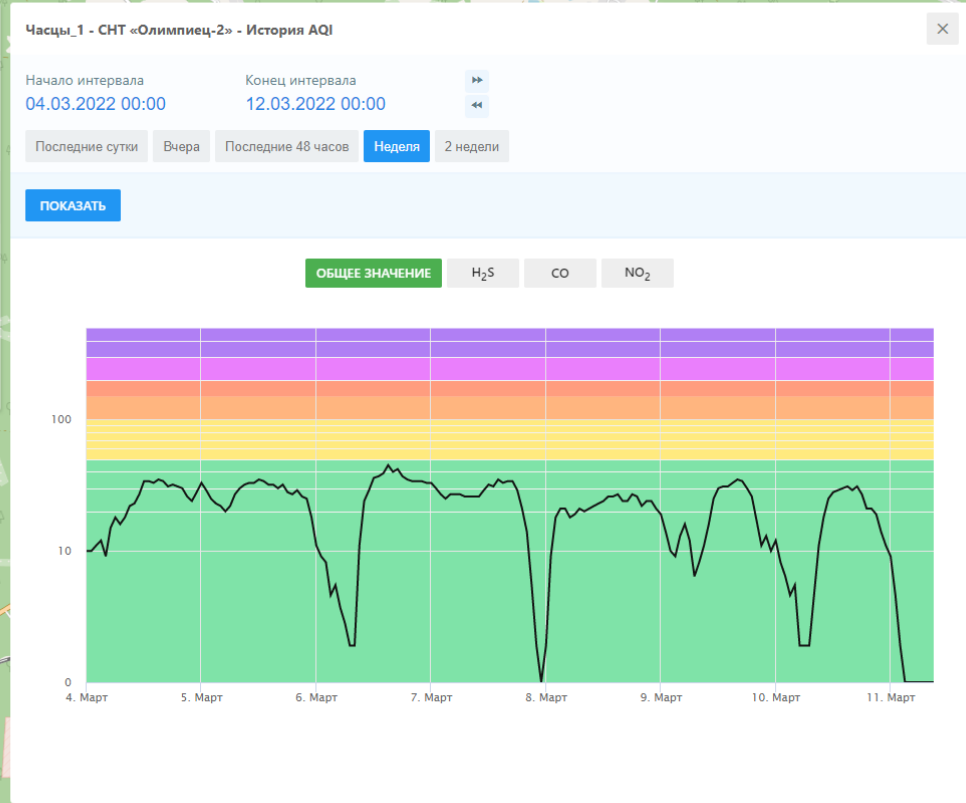 Часцы_1 - СНТ «Олимпиец-2» - История AQI
Начало интервала
Конец интервала
04.03.2022 00:00
12.03.2022 00:00
Последние сутки
Вчера
Последние 48 часов
Неделя
2 недели
ПОКАЗАТЬ
ОБЩЕЕ ЗНАЧЕНИЕ
H₂S
CO
NO₂
100
10
0
4. Март
5. Март
6. Март
7. Март
8. Март
9. Март
10. Март
11. Март